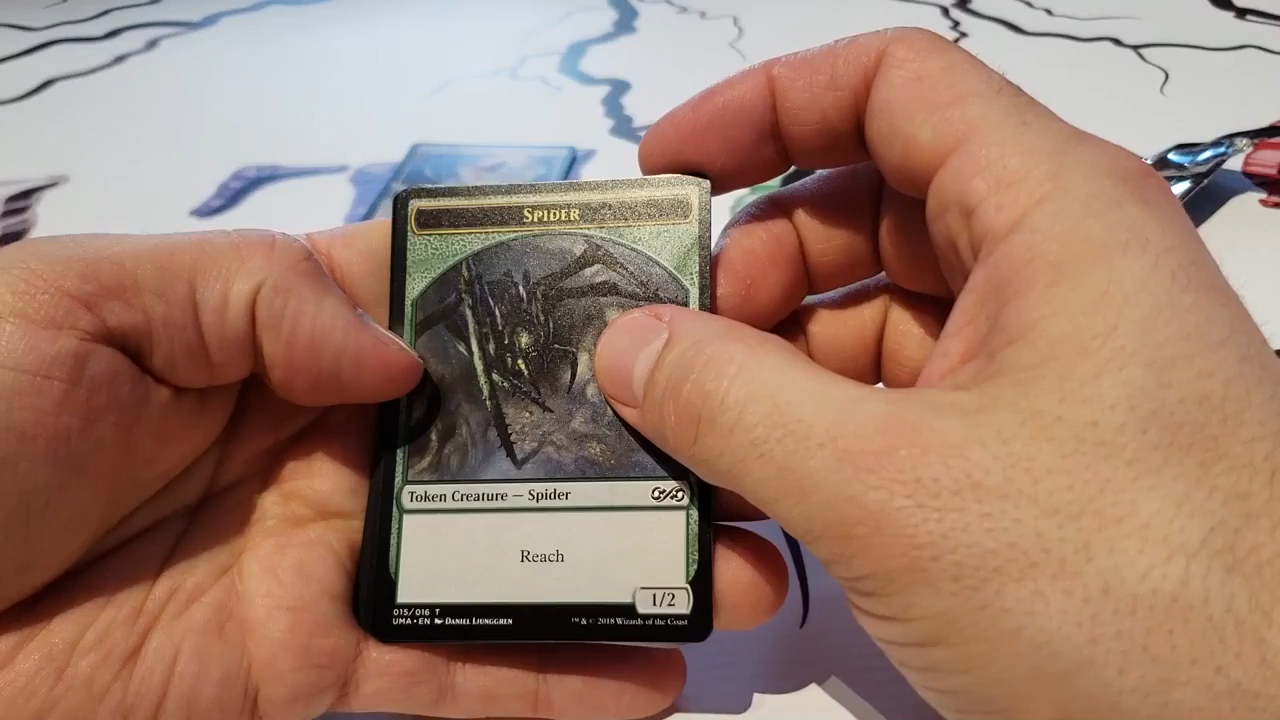 SPIDER
Token Creature — Spider
Reach
1/2
015/016 T
UMA • EN DANIEL LJUNGGREN
™ & © 2018 Wizards of the Coast